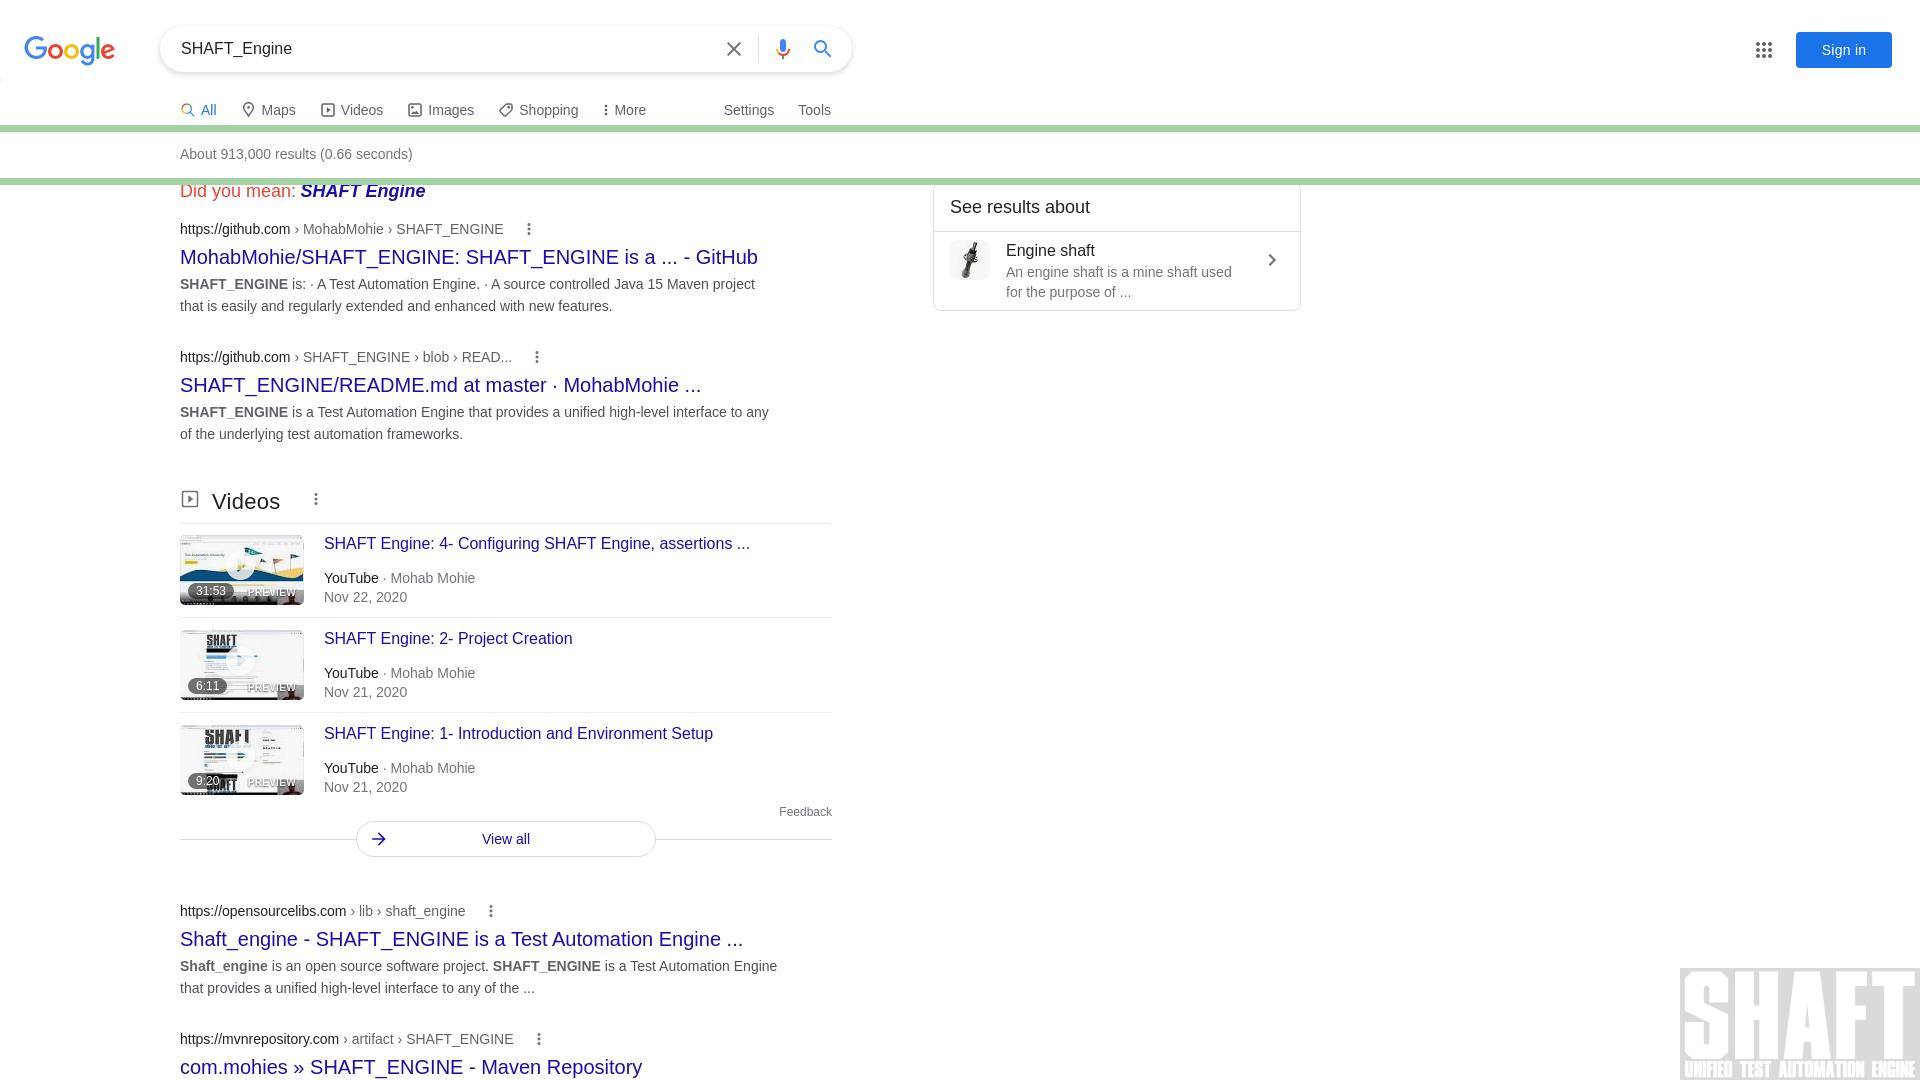 Google
SHAFT_Engine
Sign in
All Maps Videos Images Shopping More Settings Tools
About 913,000 results (0.66 seconds)
Did you mean: SHAFT Engine
https://github.com › MohabMohie › SHAFT_ENGINE
MohabMohie/SHAFT_ENGINE: SHAFT_ENGINE is a ... - GitHub
SHAFT_ENGINE is: · A Test Automation Engine. · A source controlled Java 15 Maven project
that is easily and regularly extended and enhanced with new features.
https://github.com › SHAFT_ENGINE › blob › READ...
SHAFT_ENGINE/README.md at master · MohabMohie ...
SHAFT_ENGINE is a Test Automation Engine that provides a unified high-level interface to any
of the underlying test automation frameworks.
Videos
SHAFT Engine: 4- Configuring SHAFT Engine, assertions ...
YouTube · Mohab Mohie
Nov 22, 2020
31:53 PREVIEW
SHAFT Engine: 2- Project Creation
YouTube · Mohab Mohie
Nov 21, 2020
SHAFT
6:11 PREVIEW
SHAFT Engine: 1- Introduction and Environment Setup
YouTube · Mohab Mohie
Nov 21, 2020
SHAFT
9:20 PREVIEW
Feedback
View all
https://opensourcelibs.com › lib › shaft_engine
Shaft_engine - SHAFT_ENGINE is a Test Automation Engine ...
Shaft_engine is an open source software project. SHAFT_ENGINE is a Test Automation Engine
that provides a unified high-level interface to any of the ...
https://mvnrepository.com › artifact › SHAFT_ENGINE
com.mohies » SHAFT_ENGINE - Maven Repository
See results about
Engine shaft
An engine shaft is a mine shaft used
for the purpose of ...
SHAFT
UNIFIED TEST AUTOMATION ENGINE